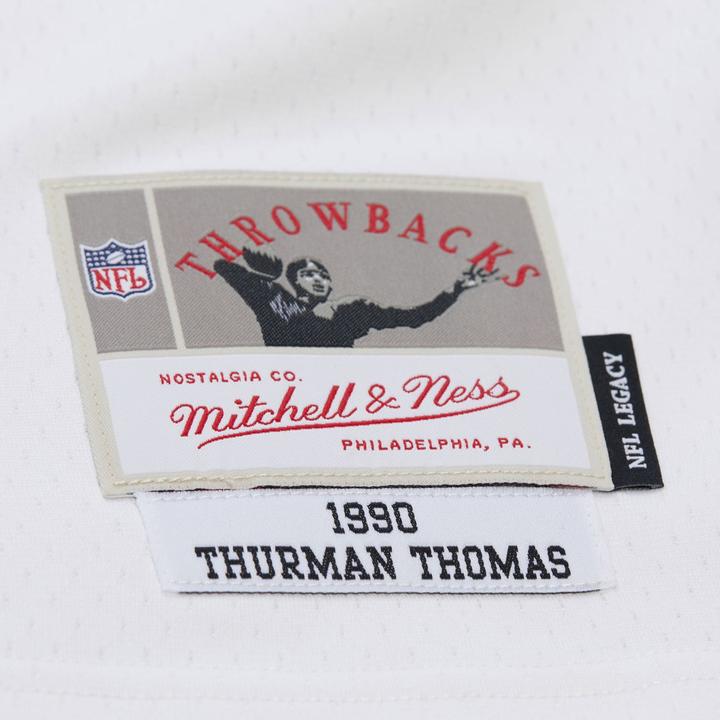 THROWBACKS
NFL
NOSTALGIA CO.
Mitchell & Ness
PHILADELPHIA, PA.
NFL LEGACY
1990
THURMAN THOMAS